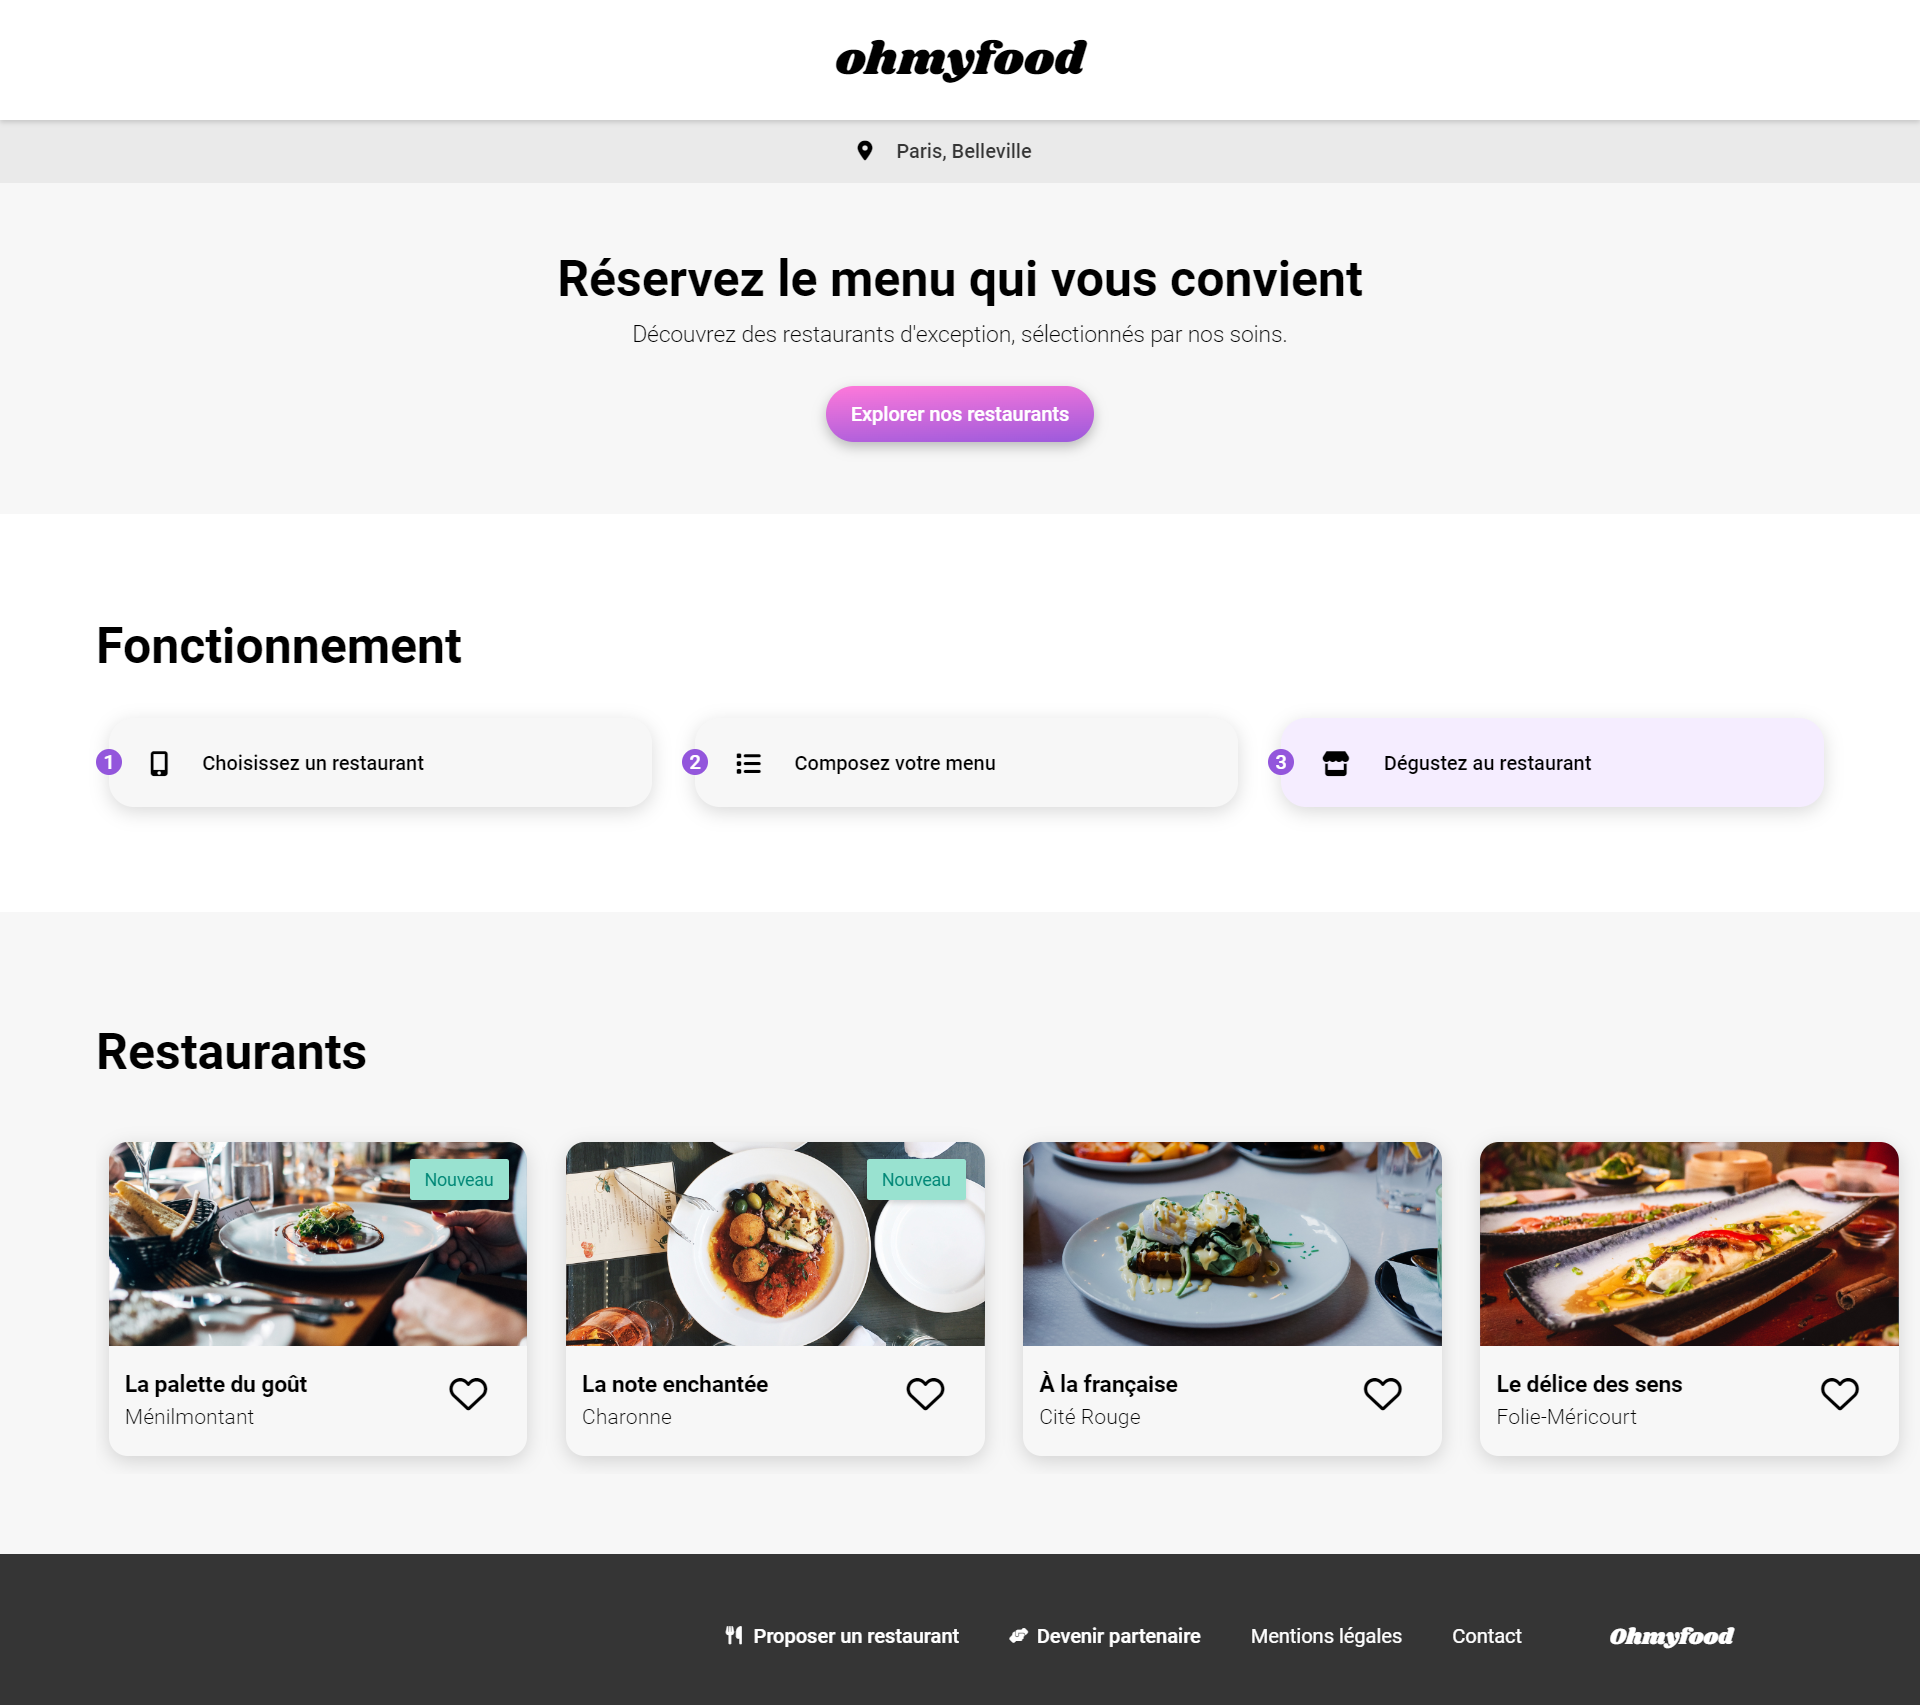 ohmyfood
Paris, Belleville
Réservez le menu qui vous convient
Découvrez des restaurants d'exception, sélectionnés par nos soins.
Explorer nos restaurants
Fonctionnement
1 Choisissez un restaurant
2 Composez votre menu
3 Dégustez au restaurant
Restaurants
Nouveau
La palette du goût
Ménilmontant
Nouveau
La note enchantée
Charonne
À la française
Cité Rouge
Le délice des sens
Folie-Méricourt
Proposer un restaurant
Devenir partenaire
Mentions légales
Contact
Ohmyfood